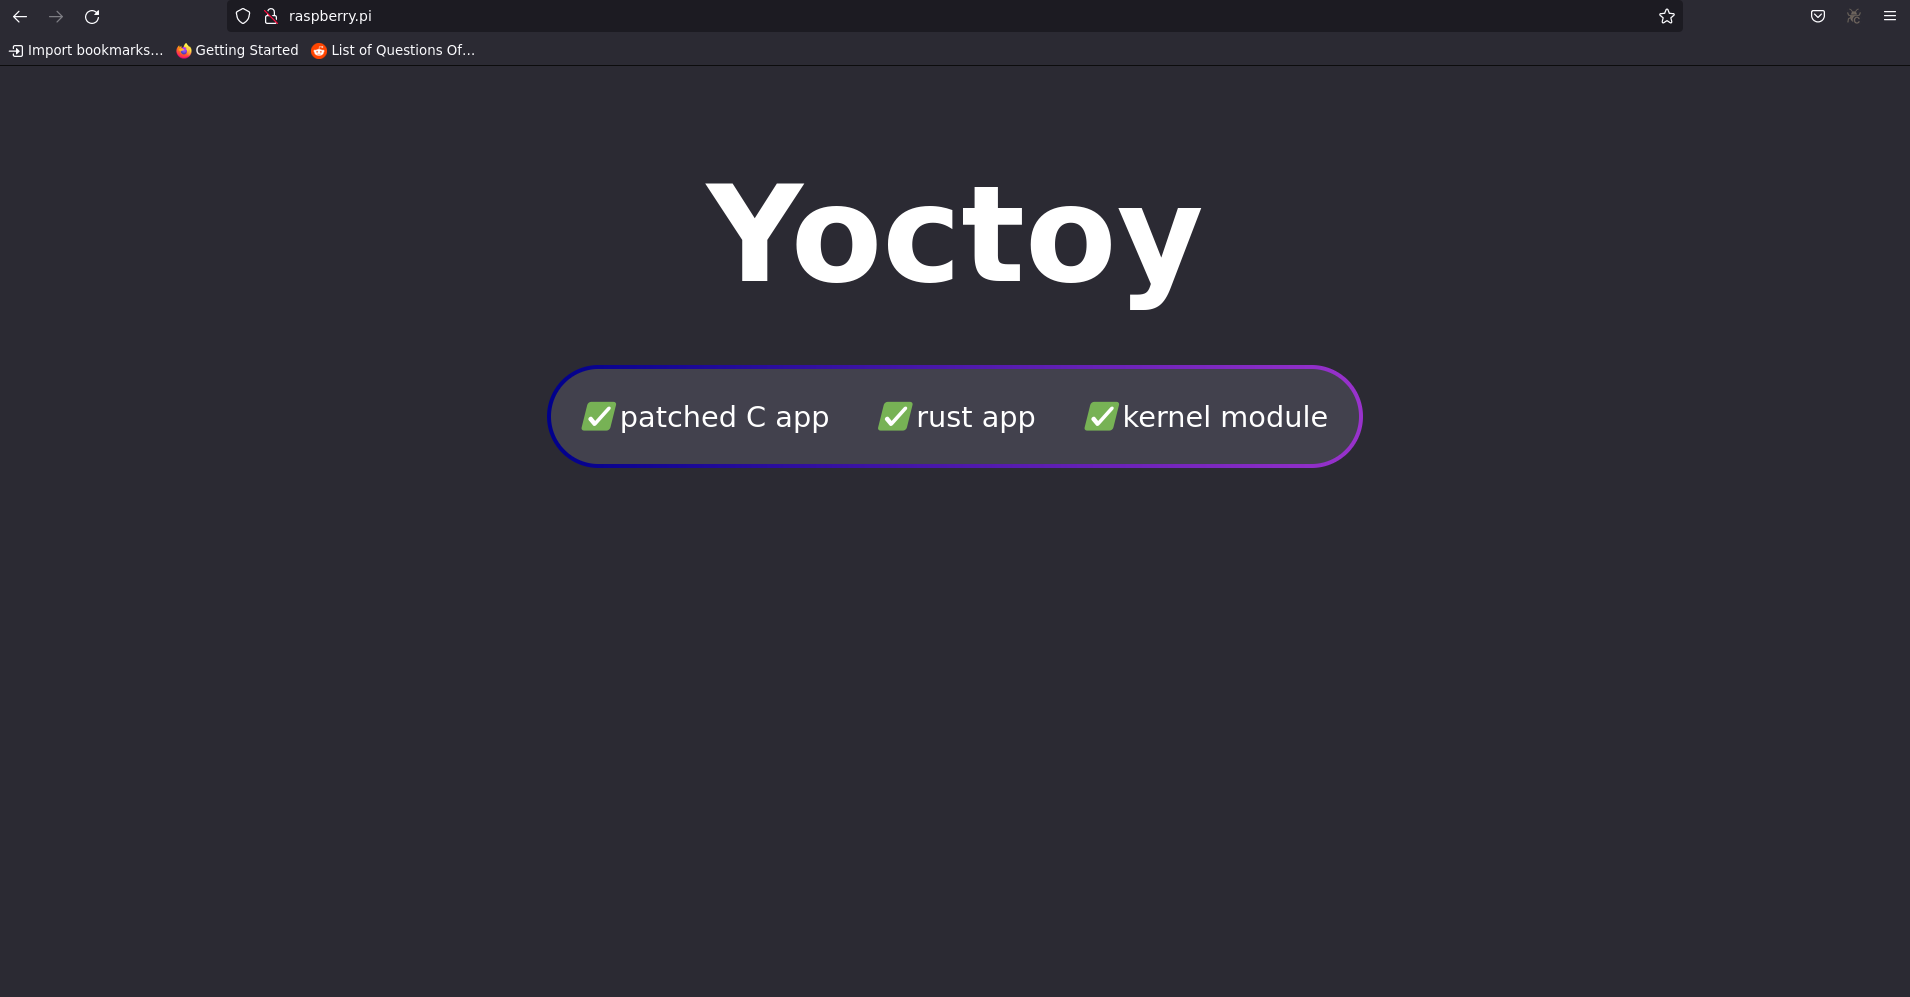 raspberry.pi
Import bookmarks... Getting Started List of Questions Of...
Yoctoy
✅patched C app ✅rust app ✅kernel module